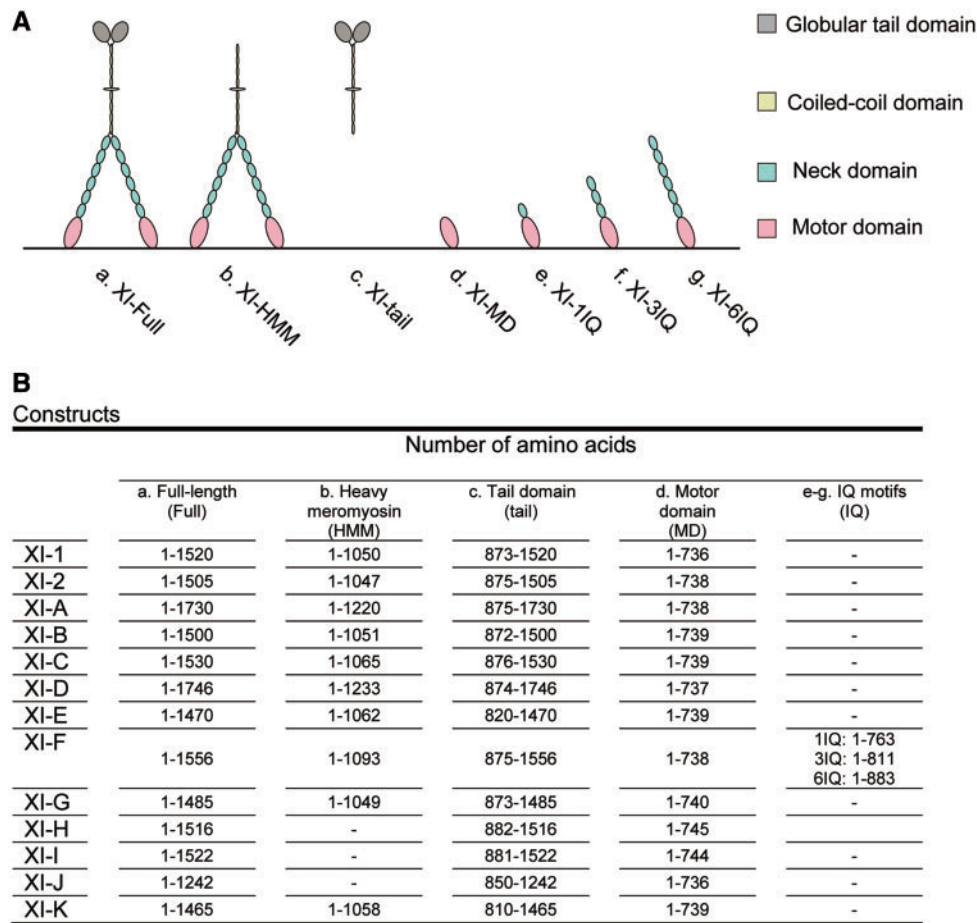 A
Globular tail domain
Coiled-coil domain
Neck domain
Motor domain
a. XI-Full
b. XI-HMM
c. XI-tail
d. XI-MD
e. XI-1IQ
f. XI-3IQ
g. XI-6IQ
B
Constructs
Number of amino acids
a. Full-length (Full) b. Heavy meromyosin (HMM) c. Tail domain (tail) d. Motor domain (MD) e-g. IQ motifs (IQ)
XI-1 1-1520 1-1050 873-1520 1-736 -
XI-2 1-1505 1-1047 875-1505 1-738 -
XI-A 1-1730 1-1220 875-1730 1-738 -
XI-B 1-1500 1-1051 872-1500 1-739 -
XI-C 1-1530 1-1065 876-1530 1-739 -
XI-D 1-1746 1-1233 874-1746 1-737 -
XI-E 1-1470 1-1062 820-1470 1-739 -
XI-F 1-1556 1-1093 875-1556 1-738 1IQ: 1-763 3IQ: 1-811 6IQ: 1-883
XI-G 1-1485 1-1049 873-1485 1-740 -
XI-H 1-1516 - 882-1516 1-745
XI-I 1-1522 - 881-1522 1-744 -
XI-J 1-1242 - 850-1242 1-736 -
XI-K 1-1465 1-1058 810-1465 1-739 -